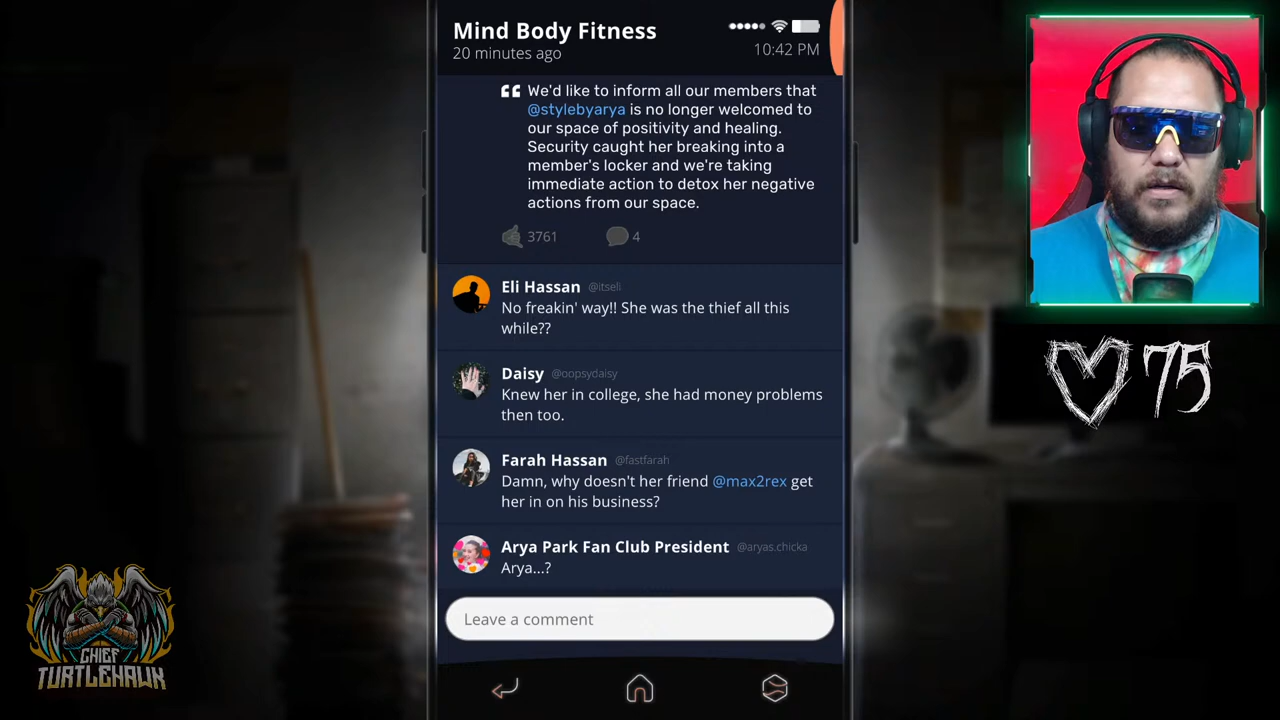 Mind Body Fitness
20 minutes ago
10:42 PM
We'd like to inform all our members that
@stylebyarya is no longer welcomed to
our space of positivity and healing.
Security caught her breaking into a
member's locker and we're taking
immediate action to detox her negative
actions from our space.
3761
4
Eli Hassan @itseli
No freakin' way!! She was the thief all this
while??
Daisy @oopsydaisy
Knew her in college, she had money problems
then too.
Farah Hassan @fastfarah
Damn, why doesn't her friend @max2rex get
her in on his business?
Arya Park Fan Club President @aryas.chicka
Arya...?
Leave a comment
75
CHIEF
TURTLEHAWK